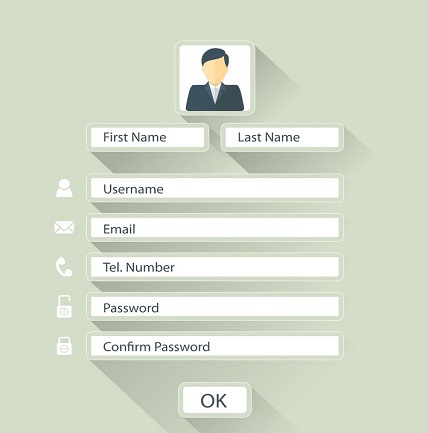 First Name Last Name
Username
Email
Tel. Number
Password
Confirm Password
OK